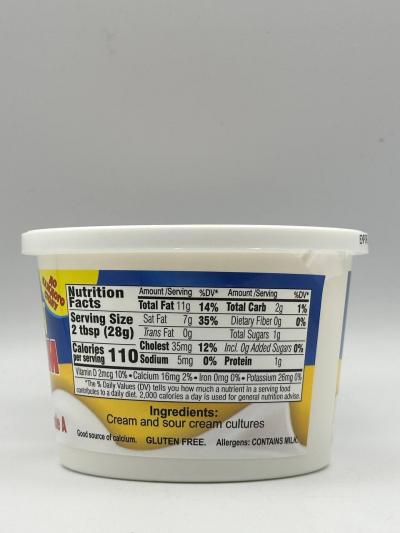 Nutrition Facts
Serving Size
2 tbsp (28g)
Calories per serving 110
Amount/Serving %DV* Amount/Serving %DV*
Total Fat 11g 14% Total Carb 2g 1%
Sat Fat 7g 35% Dietary Fiber 0g 0%
Trans Fat 0g Total Sugars 1g
Cholest 35mg 12% Incl. 0g Added Sugars 0%
Sodium 5mg 0% Protein 1g
Vitamin D 2mcg 10% • Calcium 16mg 2% • Iron 0mg 0% • Potassium 26mg 0%
*The % Daily Values (DV) tells you how much a nutrient in a serving food
contributes to a daily diet. 2,000 calories a day is used for general nutrition advise.
Ingredients:
Cream and sour cream cultures
Good source of calcium. GLUTEN FREE. Allergens: CONTAINS MILK.